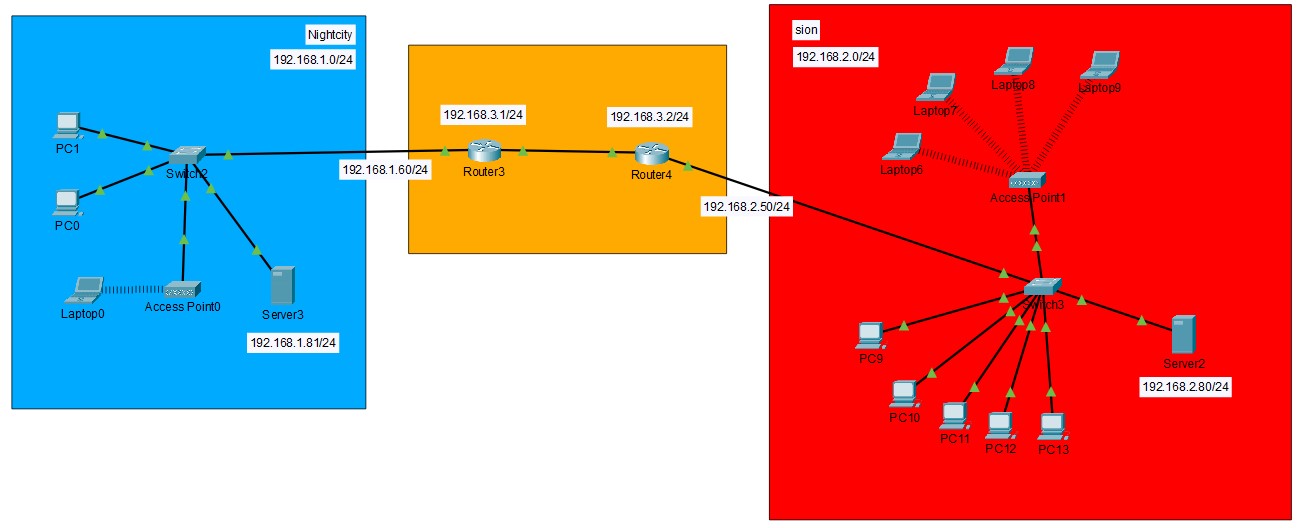 Nightcity
192.168.1.0/24
PC1
Switch2
PC0
Laptop0
Access Point0
Server3
192.168.1.81/24
192.168.1.60/24
192.168.3.1/24
Router3
192.168.3.2/24
Router4
192.168.2.50/24
sion
192.168.2.0/24
Laptop8
Laptop9
Laptop7
Laptop6
Access Point1
Switch3
PC9
Server2
192.168.2.80/24
PC10
PC11
PC12
PC13